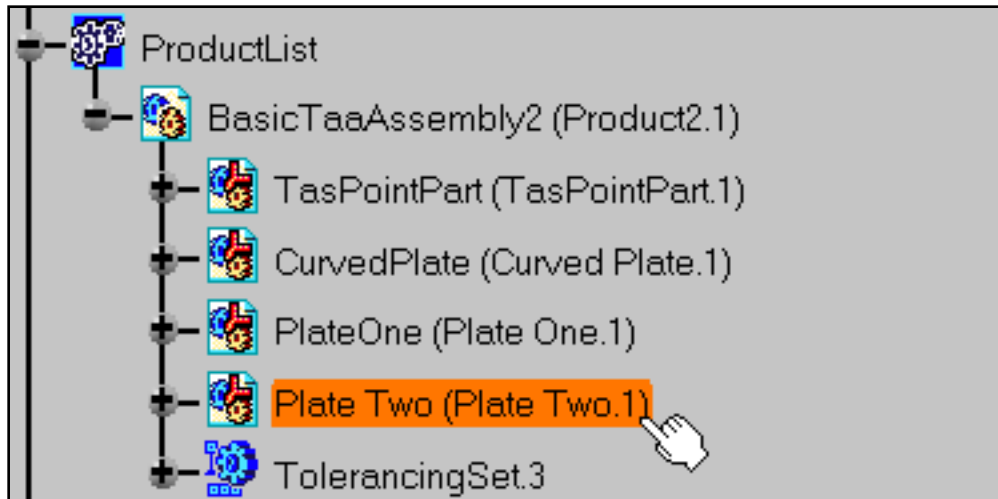 ProductList
BasicTaaAssembly2 (Product2.1)
TasPointPart (TasPointPart.1)
CurvedPlate (Curved Plate.1)
PlateOne (Plate One.1)
Plate Two (Plate Two.1)
TolerancingSet.3